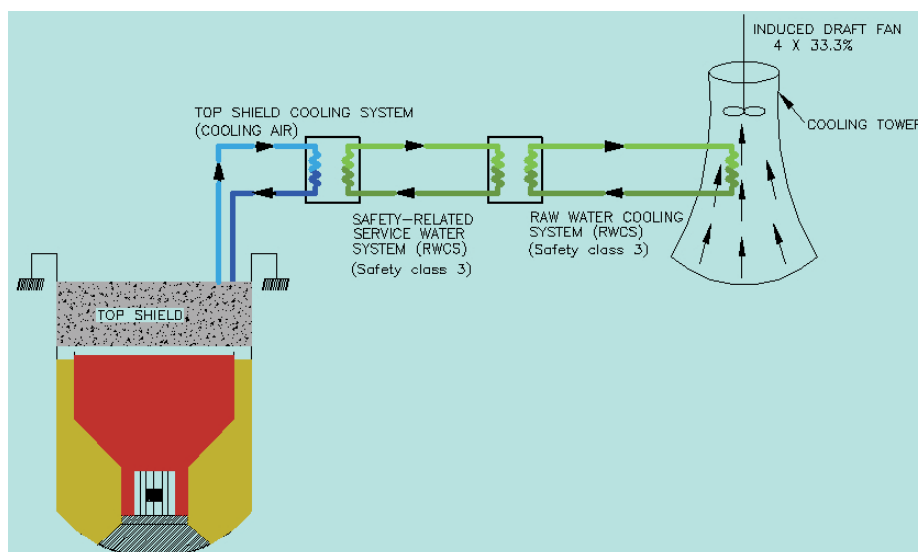 INDUCED DRAFT FAN
4 X 33.3%
COOLING TOWER
TOP SHIELD COOLING SYSTEM
(COOLING AIR)
SAFETY-RELATED
SERVICE WATER
SYSTEM (RWCS)
(Safety class 3)
RAW WATER COOLING
SYSTEM (RWCS)
(Safety class 3)
TOP SHIELD